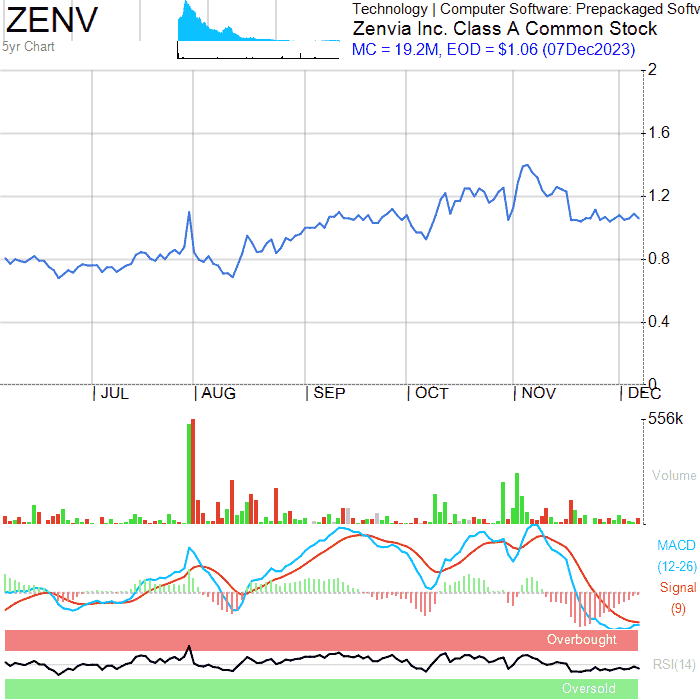 ZENV
5yr Chart
Technology | Computer Software: Prepackaged Softw
Zenvia Inc. Class A Common Stock
MC = 19.2M, EOD = $1.06 (07Dec2023)
2
1.6
1.2
0.8
0.4
0
JUL AUG SEP OCT NOV DEC
556k
Volume
MACD
(12-26)
Signal
(9)
Overbought
RSI(14)
Oversold